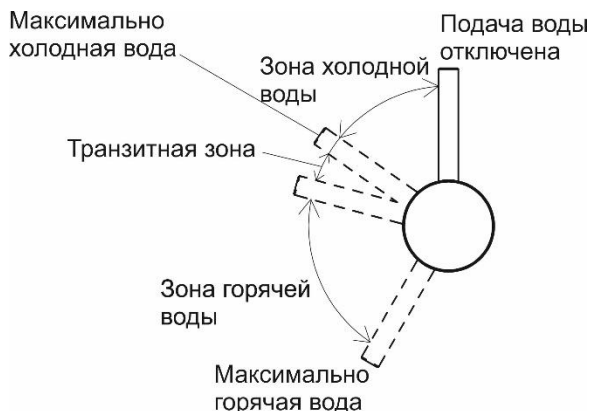 Максимально
холодная вода
Подача воды
отключена
Зона холодной
воды
Транзитная зона
Зона горячей
воды
Максимально
горячая вода